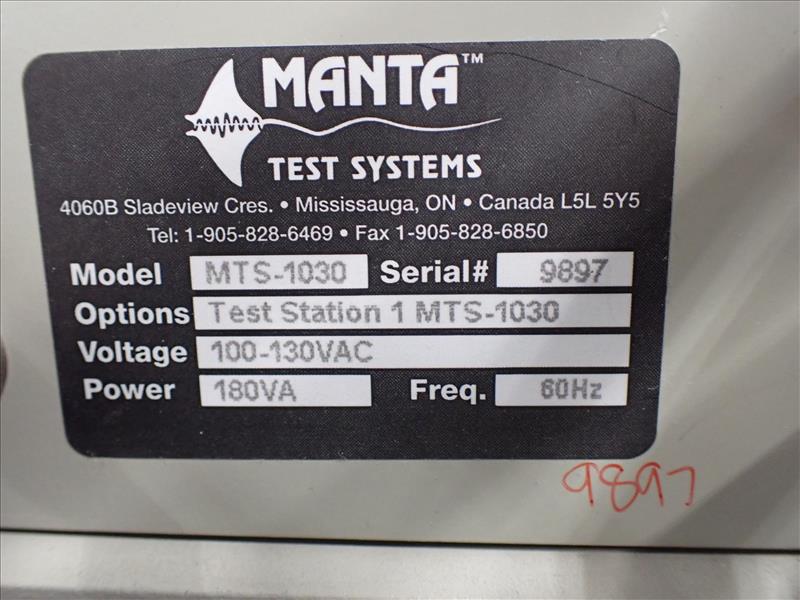 MANTA™
TEST SYSTEMS
4060B Sladeview Cres. • Mississauga, ON • Canada L5L 5Y5
Tel: 1-905-828-6469 • Fax 1-905-828-6850
Model MTS-1030 Serial# 9897
Options Test Station 1 MTS-1030
Voltage 100-130VAC
Power 180VA Freq. 60Hz
9897